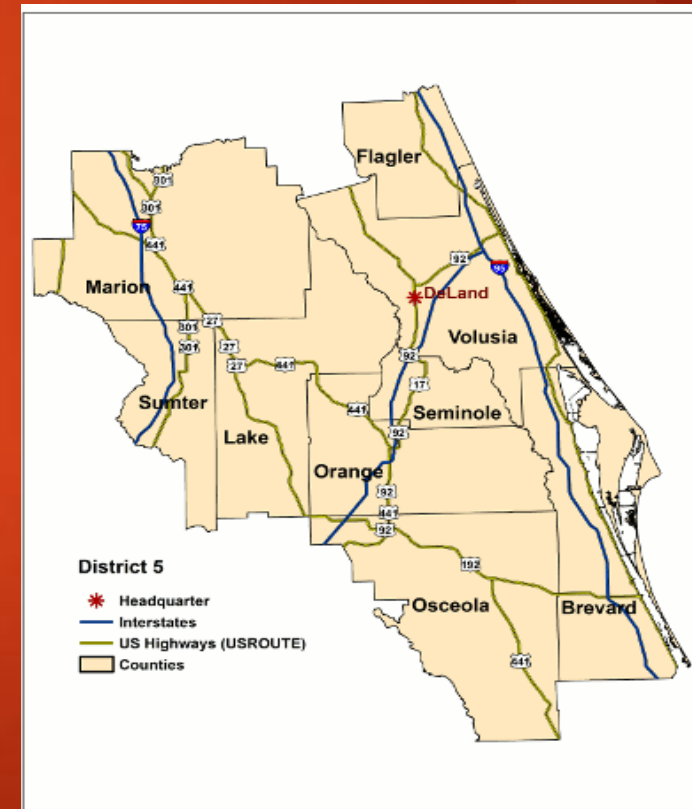 Flagler
301
301
75
441
92
95
Marion
441
DeLand
301
27
Volusia
301
27
92
27
441
17
Sumter
441
Seminole
Lake
92
Orange
92
441
92
District 5
192
Headquarter
Osceola
Brevard
Interstates
US Highways (USROUTE)
441
Counties